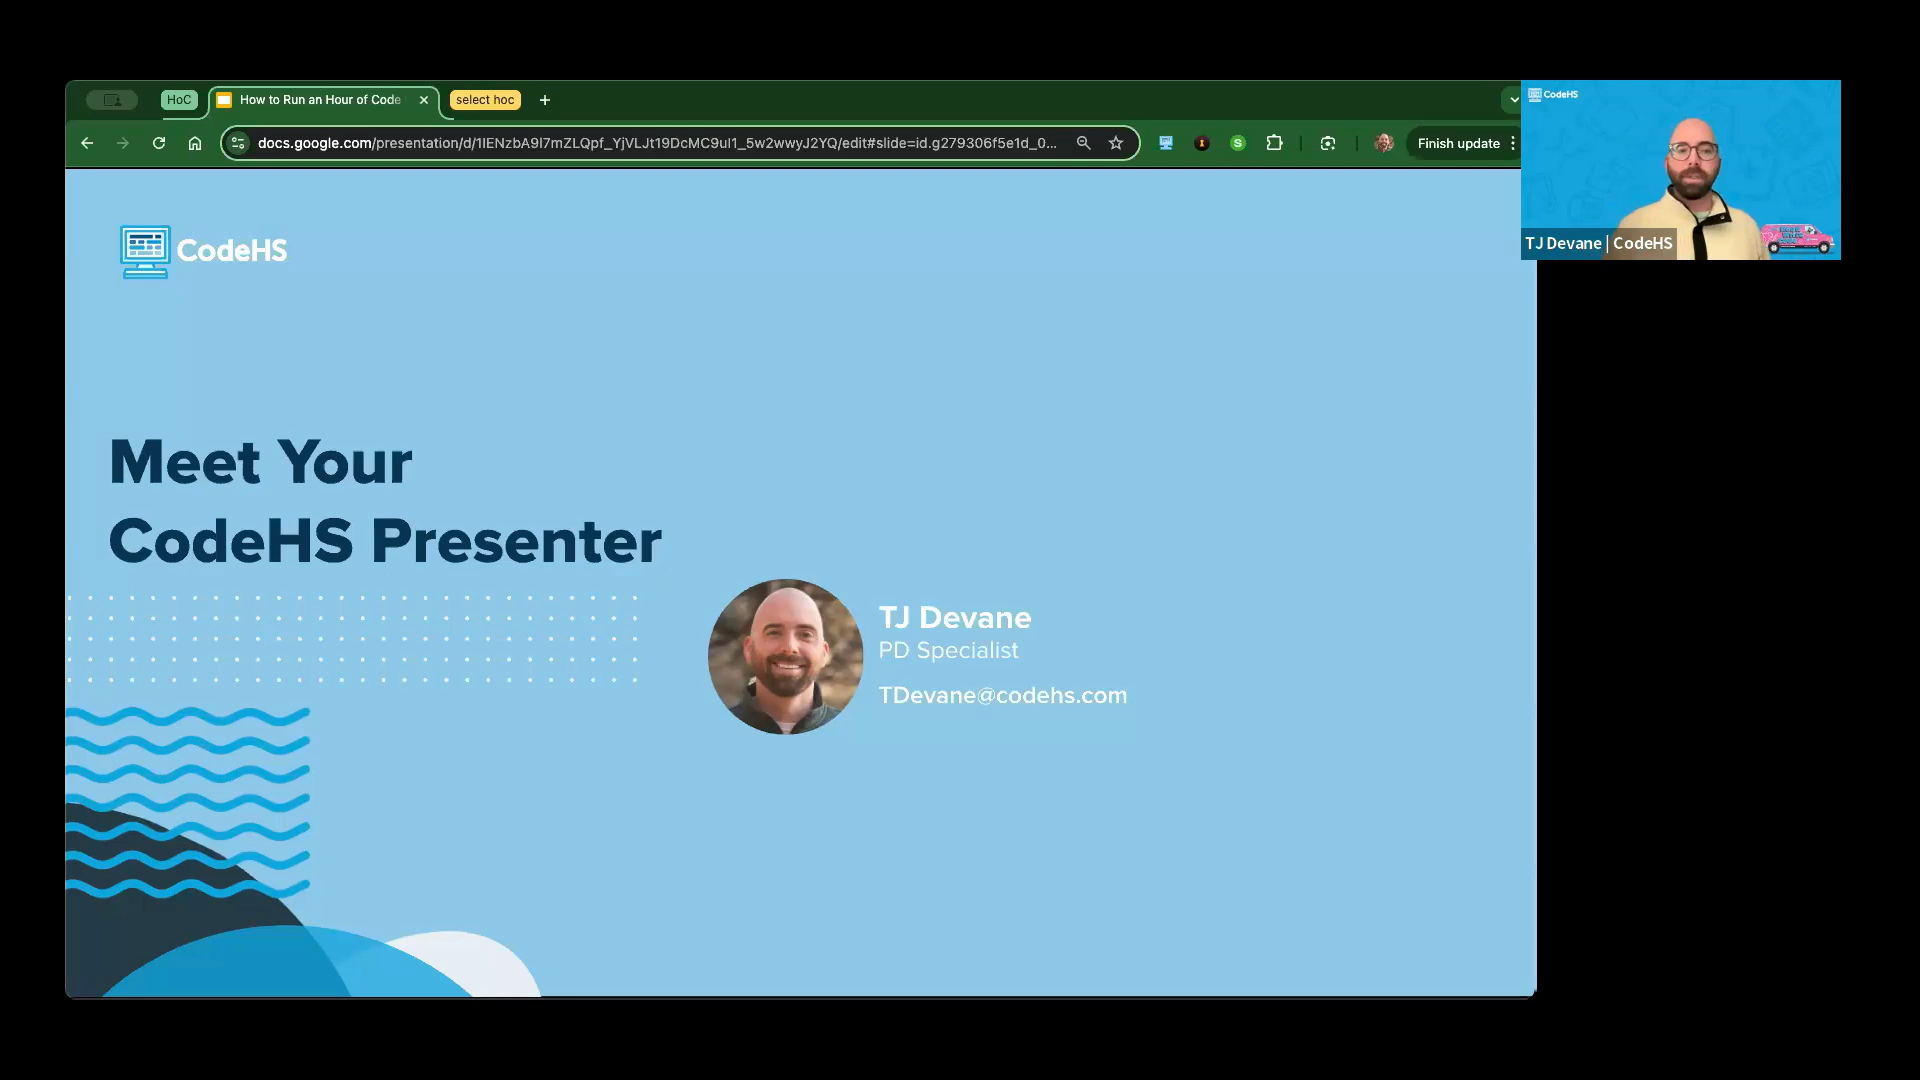 HoC
How to Run an Hour of Code
select hoc
docs.google.com/presentation/d/1IENzbA9l7mZLQpf_YjVLJt19DcMC9uI1_5w2wwyJ2YQ/edit#slide=id.g279306f5e1d_0...
Finish update
CodeHS
TJ Devane | CodeHS
CodeHS
Meet Your
CodeHS Presenter
TJ Devane
PD Specialist
TDevane@codehs.com